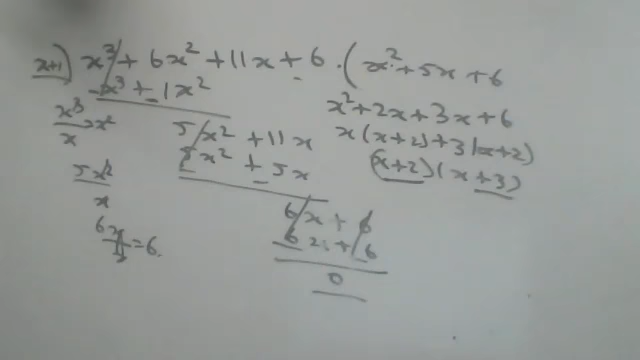 x+1) x³ + 6x² + 11x + 6 . (x² + 5x + 6
x³ + 1x²
x³/x = x²
x² + 2x + 3x + 6
5x² + 11x
x(x+2) + 3(x+2)
5x² + 5x
(x+2)(x+3)
5x²/x
6x + 6
6x/x = 6.
6x + 6
0